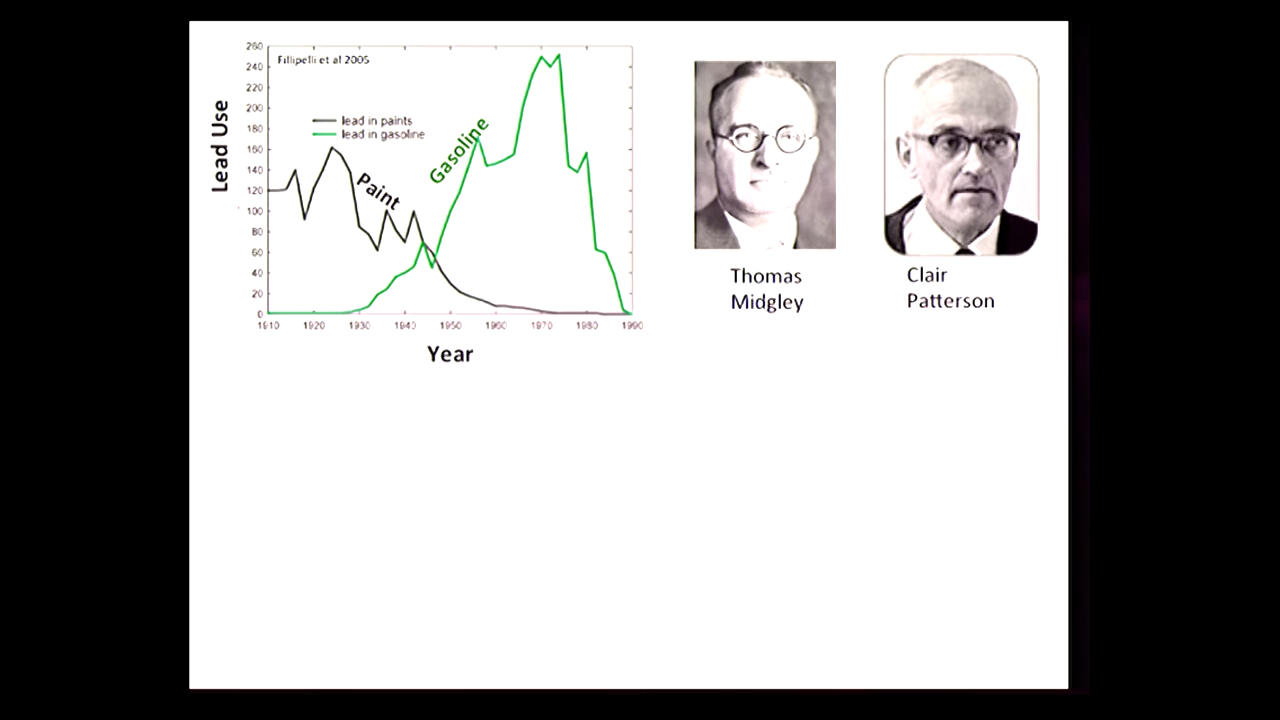 260
240
220
200
180
160
140
120
100
80
60
40
20
0
Fillipelli et al 2005
lead in paints
lead in gasoline
Paint
Gasoline
Lead Use
1910 1920 1930 1940 1950 1960 1970 1980 1990
Year
Thomas
Midgley
Clair
Patterson